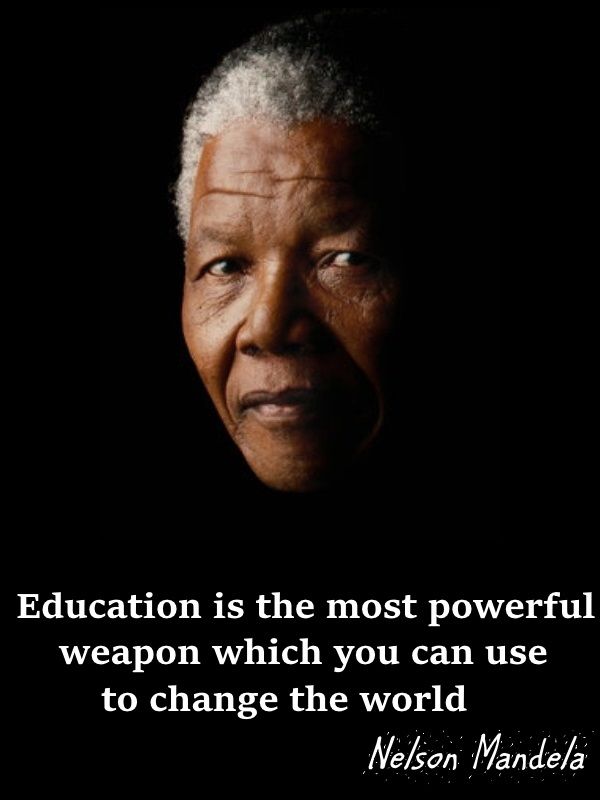 Education is the most powerful
weapon which you can use
to change the world
Nelson Mandela